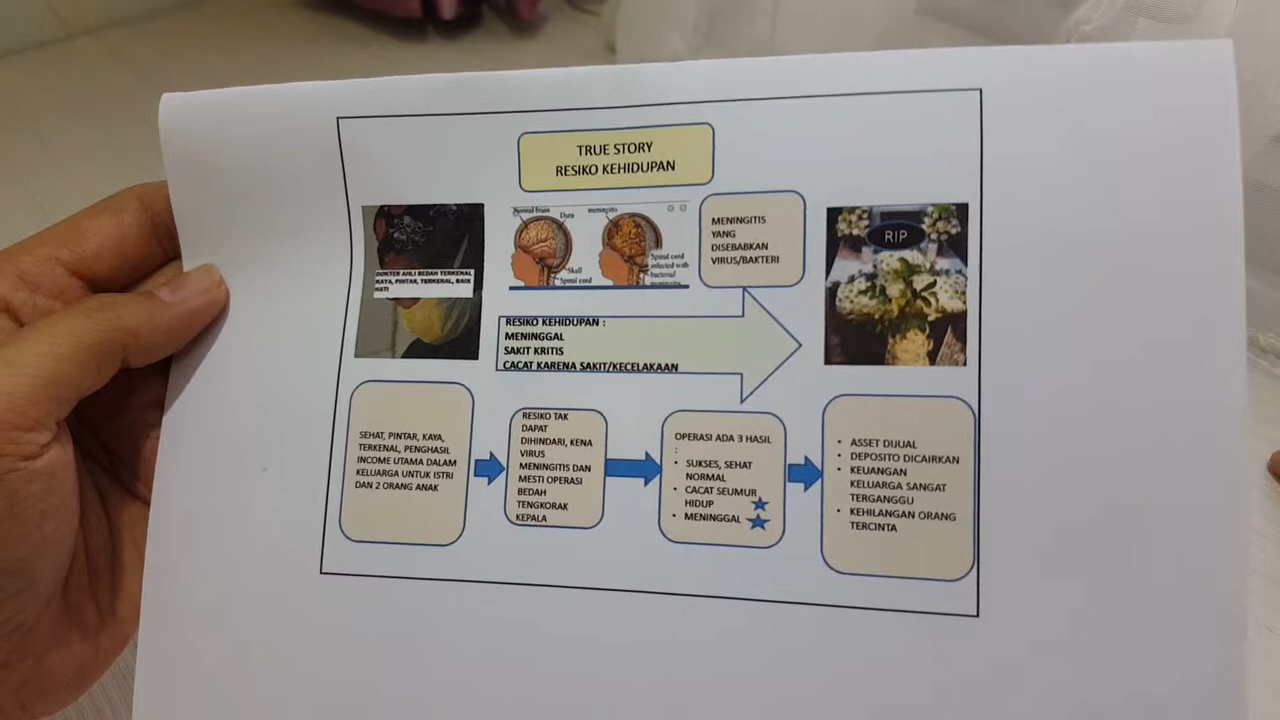 TRUE STORY
RESIKO KEHIDUPAN
DOKTER AHLI BEDAH TERKENAL
KAYA, PINTAR, TERKENAL, BAIK
HATI
Normal brain
Dura
Skull
Spinal cord
meningitis
Spinal cord
infected with
bacterial
meningitis
MENINGITIS
YANG
DISEBABKAN
VIRUS/BAKTERI
RIP
RESIKO KEHIDUPAN :
MENINGGAL
SAKIT KRITIS
CACAT KARENA SAKIT/KECELAKAAN
SEHAT, PINTAR, KAYA,
TERKENAL, PENGHASIL
INCOME UTAMA DALAM
KELUARGA UNTUK ISTRI
DAN 2 ORANG ANAK
RESIKO TAK
DAPAT
DIHINDARI, KENA
VIRUS
MENINGITIS DAN
MESTI OPERASI
BEDAH
TENGKORAK
KEPALA
OPERASI ADA 3 HASIL
:
• SUKSES, SEHAT
NORMAL
• CACAT SEUMUR
HIDUP
• MENINGGAL
• ASSET DIJUAL
• DEPOSITO DICAIRKAN
• KEUANGAN
KELUARGA SANGAT
TERGANGGU
• KEHILANGAN ORANG
TERCINTA